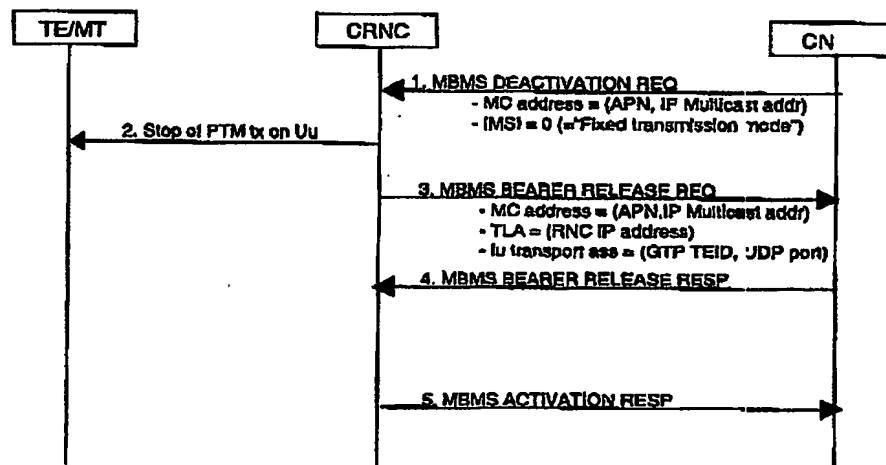 TE/MT
CRNC
CN
1. MBMS DEACTIVATION REQ
- MC address = (APN, IP Multicast addr)
- IMSI = 0 (="Fixed transmission mode")
2. Stop of PTM tx on Uu
3. MBMS BEARER RELEASE REQ
- MC address = (APN,IP Multicast addr)
- TLA = (RNC IP address)
- Iu transport ass = (GTP TEID, UDP port)
4. MBMS BEARER RELEASE RESP
5. MBMS ACTIVATION RESP